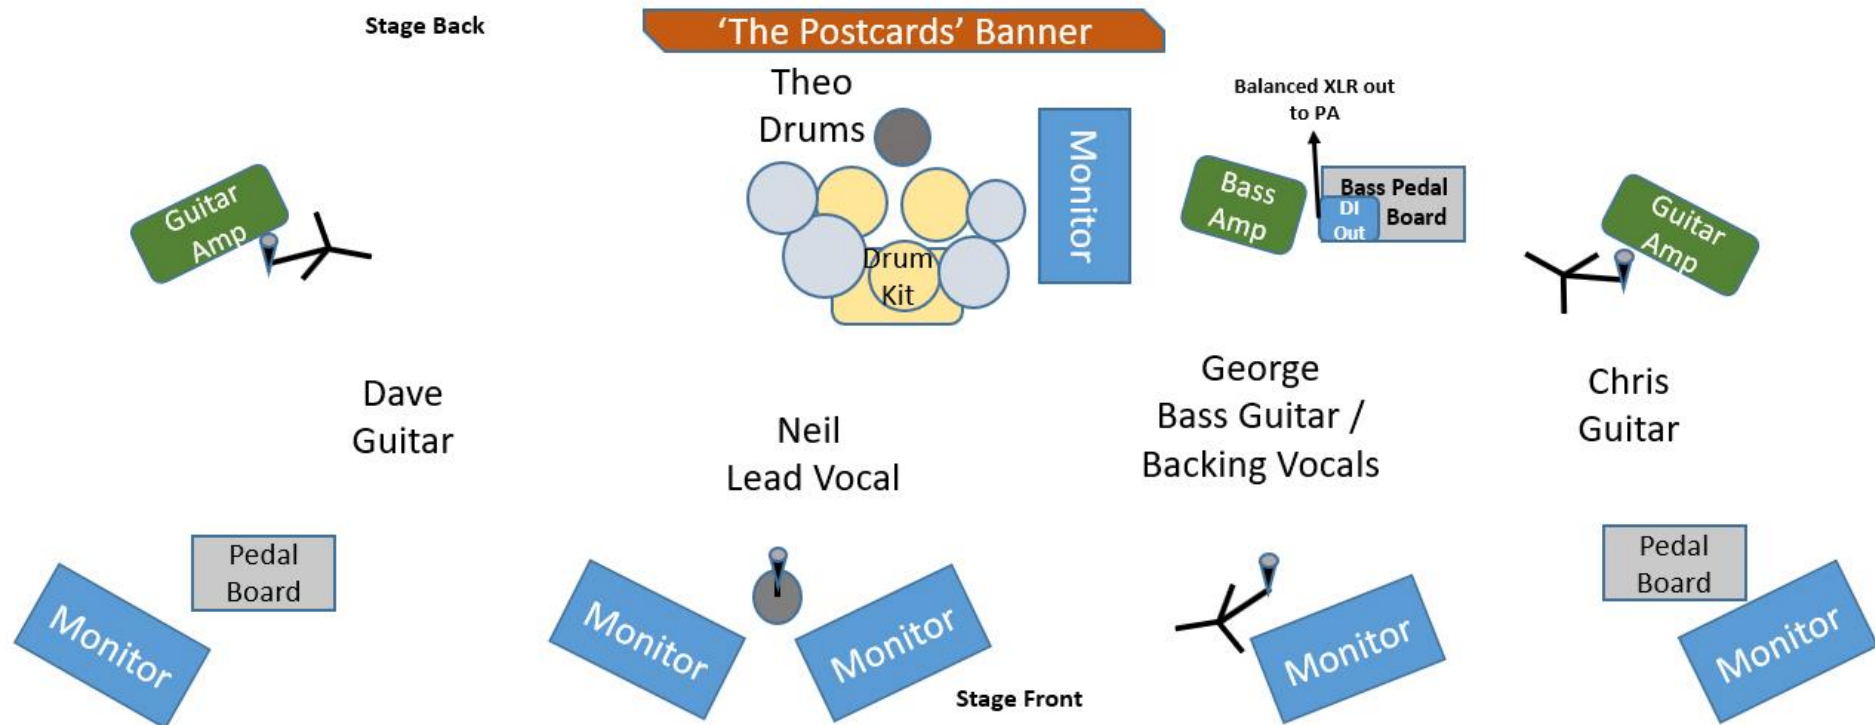 Stage Back
‘The Postcards’ Banner
Theo
Drums
Monitor
Balanced XLR out
to PA
Guitar
Amp
Bass
Amp
Bass Pedal
Board
DI
Out
Guitar
Amp
Drum
Kit
Dave
Guitar
Neil
Lead Vocal
George
Bass Guitar /
Backing Vocals
Chris
Guitar
Pedal
Board
Monitor
Monitor
Monitor
Monitor
Pedal
Board
Monitor
Stage Front